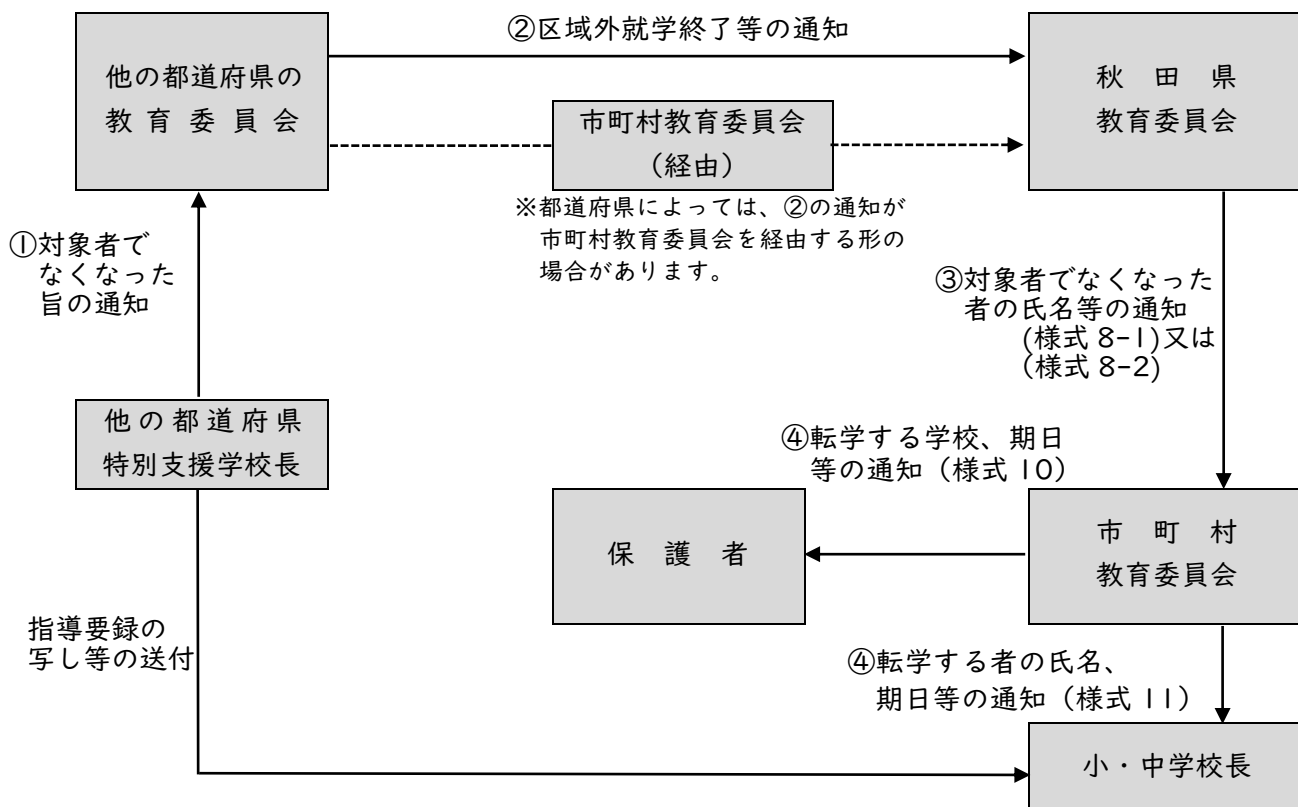 ②区域外就学終了等の通知
他の都道府県の
教育委員会
秋田県
教育委員会
市町村教育委員会
（経由）
※都道府県によっては、②の通知が
市町村教育委員会を経由する形の
場合があります。
①対象者で
なくなった
旨の通知
③対象者でなくなった
者の氏名等の通知
(様式 8-1)又は
(様式 8-2)
他の都道府県
特別支援学校長
④転学する学校、期日
等の通知（様式 10）
保護者
市町村
教育委員会
指導要録の
写し等の送付
④転学する者の氏名、
期日等の通知（様式 11）
小・中学校長